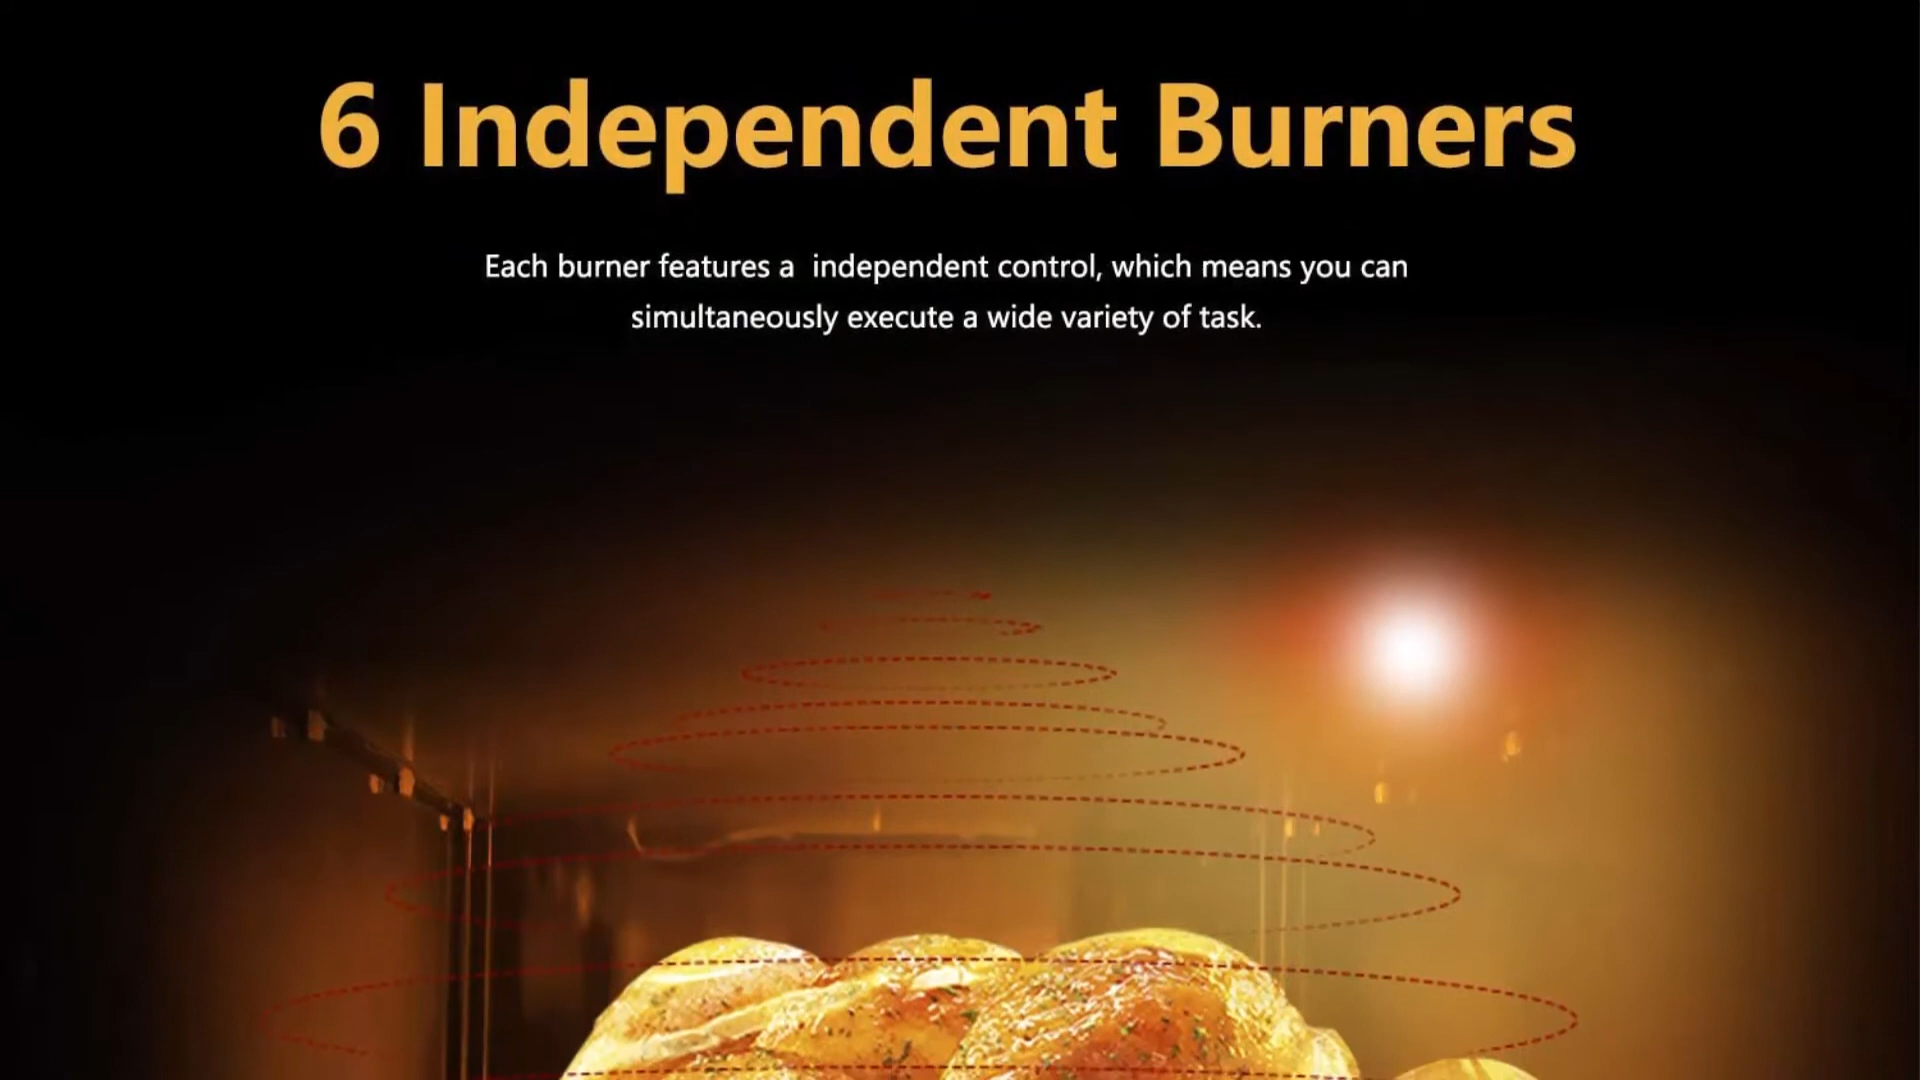 6 Independent Burners
Each burner features a  independent control, which means you can
simultaneously execute a wide variety of task.